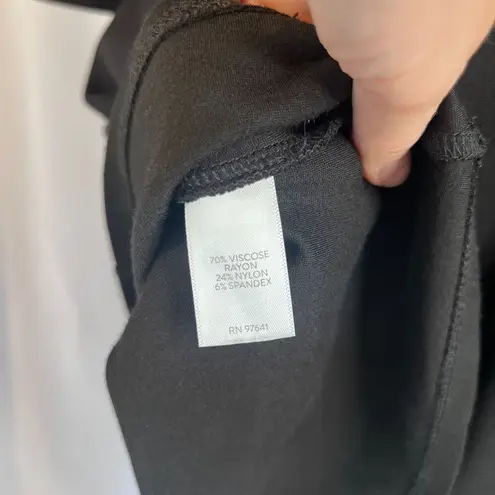 70% VISCOSE
RAYON
24% NYLON
6% SPANDEX
RN 97641